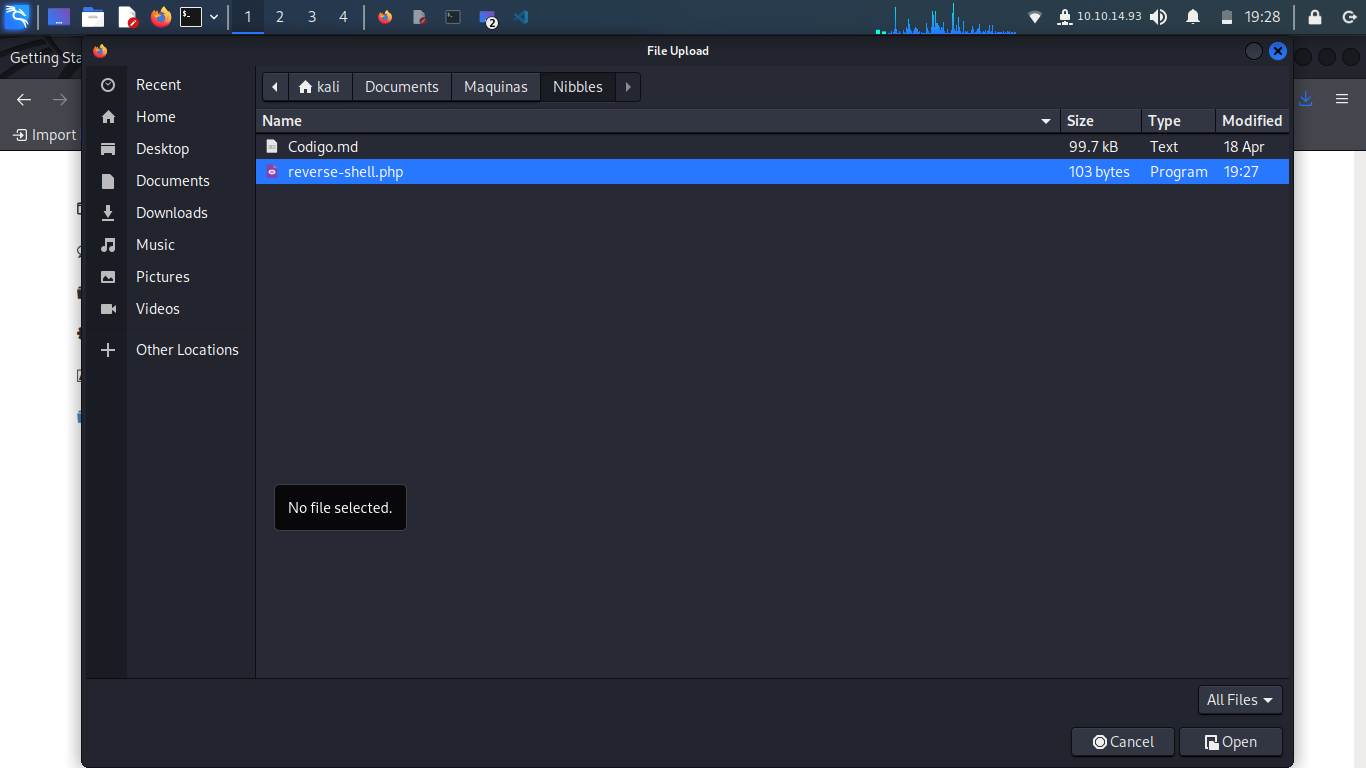 1 2 3 4 2 10.10.14.93 19:28
Getting Sta
File Upload
Import
Recent
Home
Desktop
Documents
Downloads
Music
Pictures
Videos
Other Locations
kali Documents Maquinas Nibbles
Name Size Type Modified
Codigo.md 99.7 kB Text 18 Apr
reverse-shell.php 103 bytes Program 19:27
No file selected.
All Files
Cancel Open